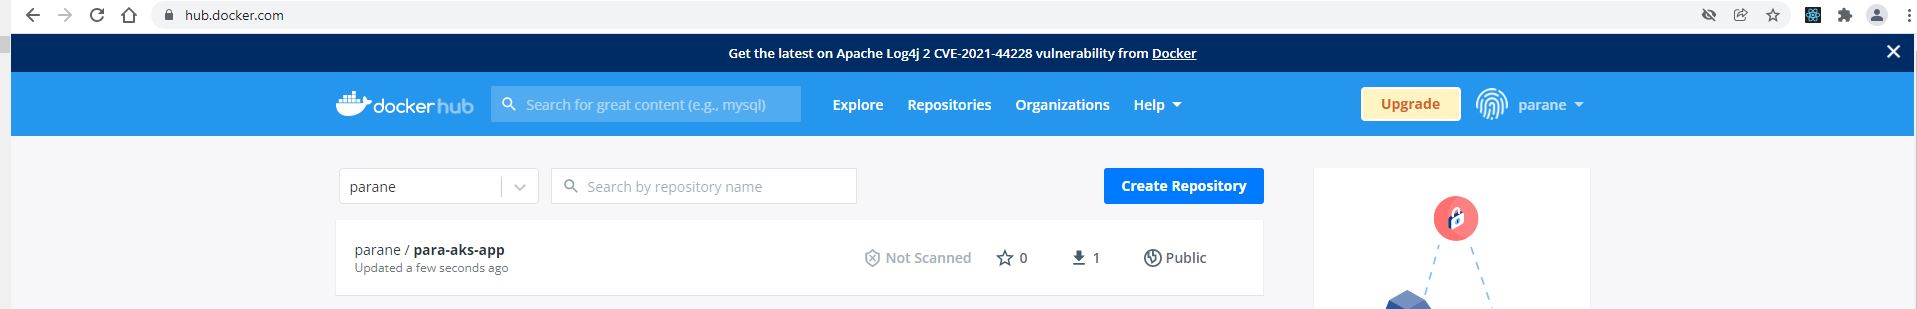 hub.docker.com
Get the latest on Apache Log4j 2 CVE-2021-44228 vulnerability from Docker
docker hub Search for great content (e.g., mysql) Explore Repositories Organizations Help Upgrade parane
parane Search by repository name Create Repository
parane / para-aks-app Not Scanned 0 1 Public
Updated a few seconds ago